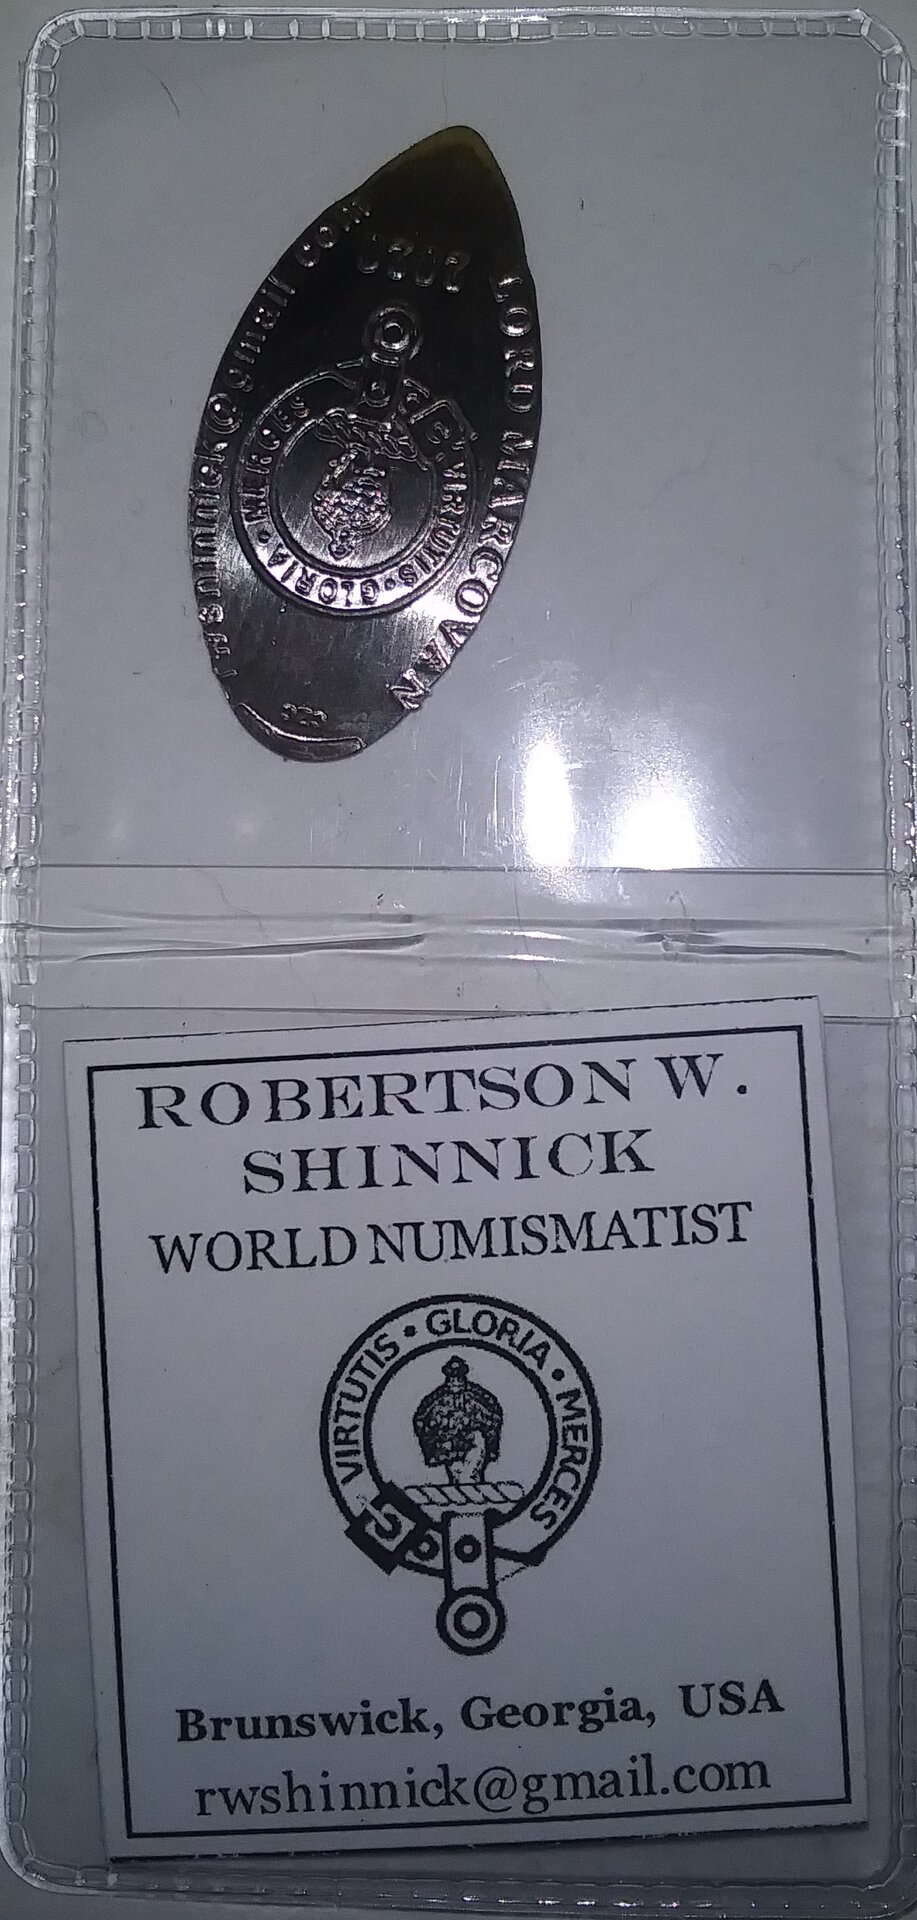 LORD MARCOVAN
2020
VIRTUTIS • GLORIA • MERCES
rwshinnick@gmail.com
ROBERTSON W.
SHINNICK
WORLD NUMISMATIST
VIRTUTIS • GLORIA • MERCES
Brunswick, Georgia, USA
rwshinnick@gmail.com